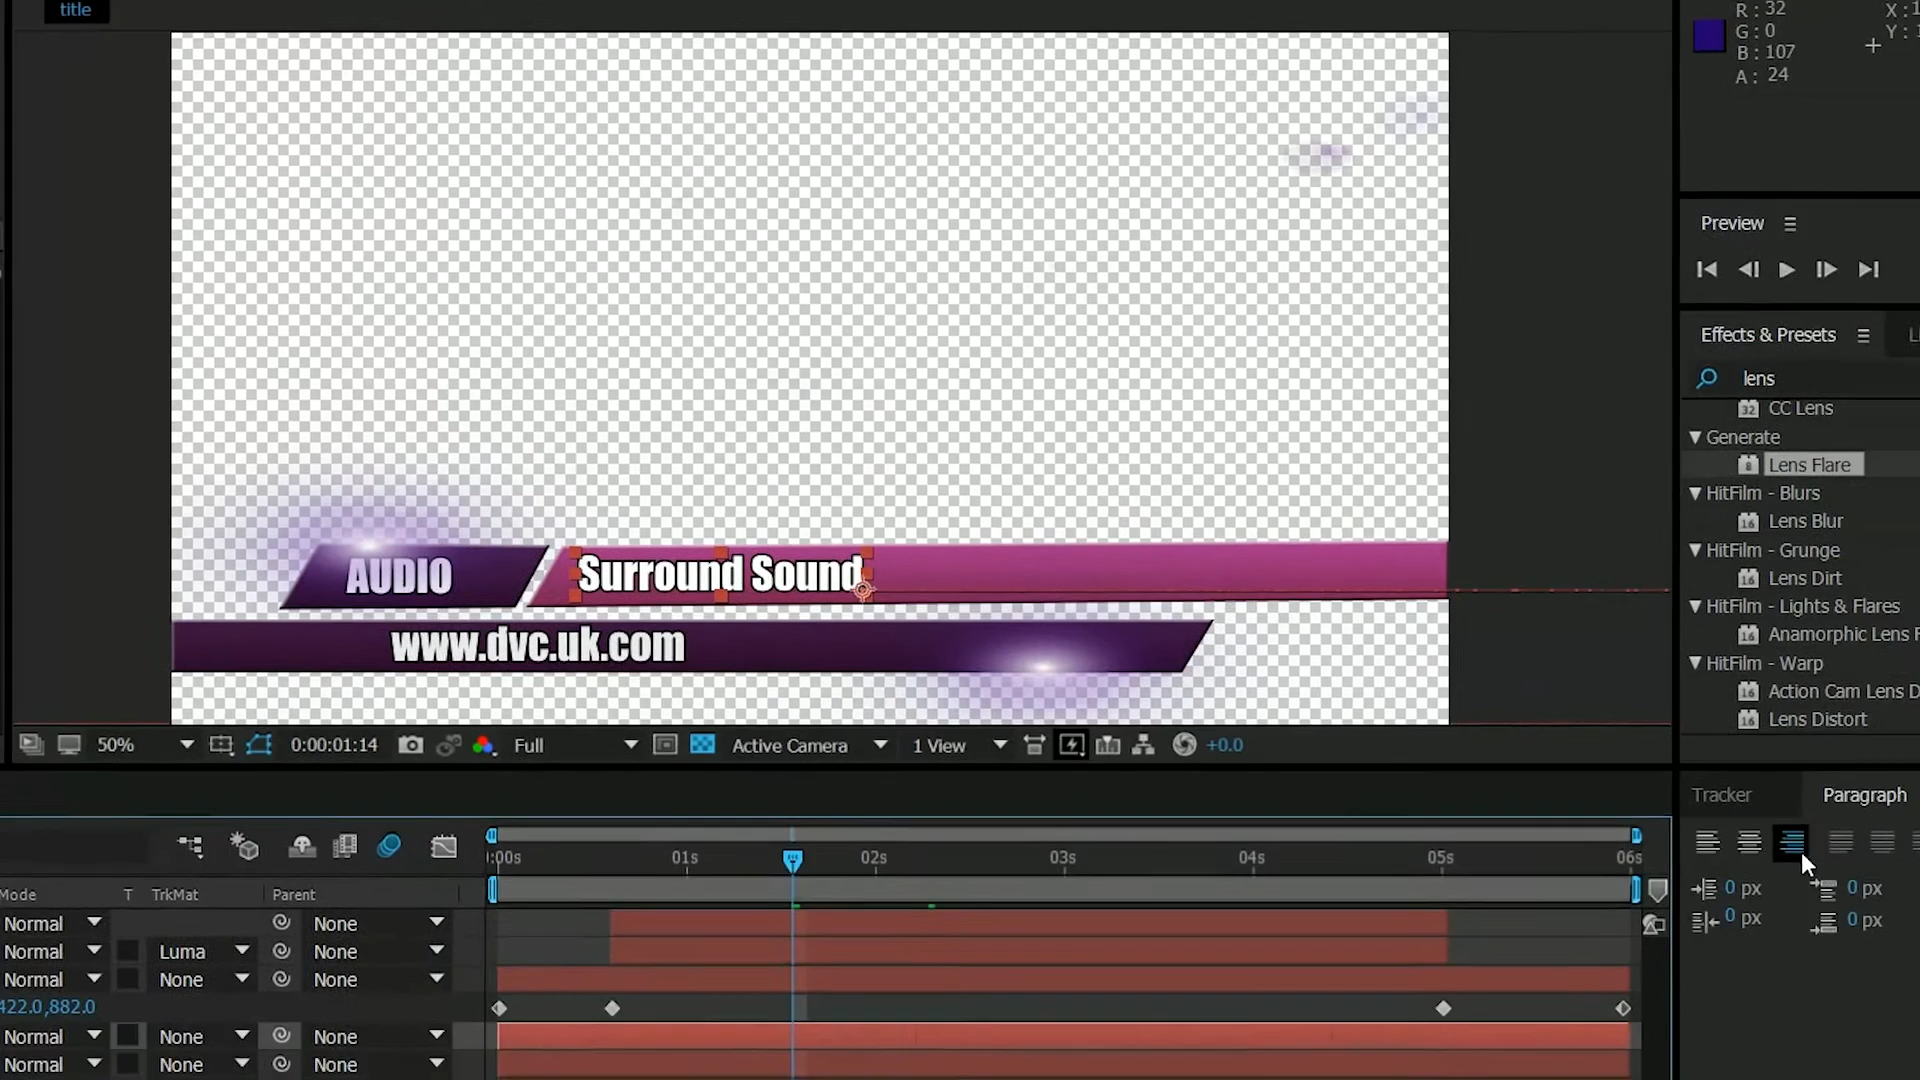 title
R : 32
X : 1
G : 0
Y : 1
B : 107
A : 24
Preview
Effects & Presets
lens
CC Lens
Generate
Lens Flare
HitFilm - Blurs
Lens Blur
HitFilm - Grunge
Lens Dirt
HitFilm - Lights & Flares
Anamorphic Lens F
HitFilm - Warp
Action Cam Lens D
Lens Distort
AUDIO
Surround Sound
www.dvc.uk.com
50%
0:00:01:14
Full
Active Camera
1 View
+0.0
Tracker
Paragraph
0 px
0 px
0 px
0 px
:00s
01s
02s
03s
04s
05s
06s
Mode
T
TrkMat
Parent
Normal
None
Normal
Luma
None
Normal
None
None
422.0,882.0
Normal
None
None
Normal
None
None